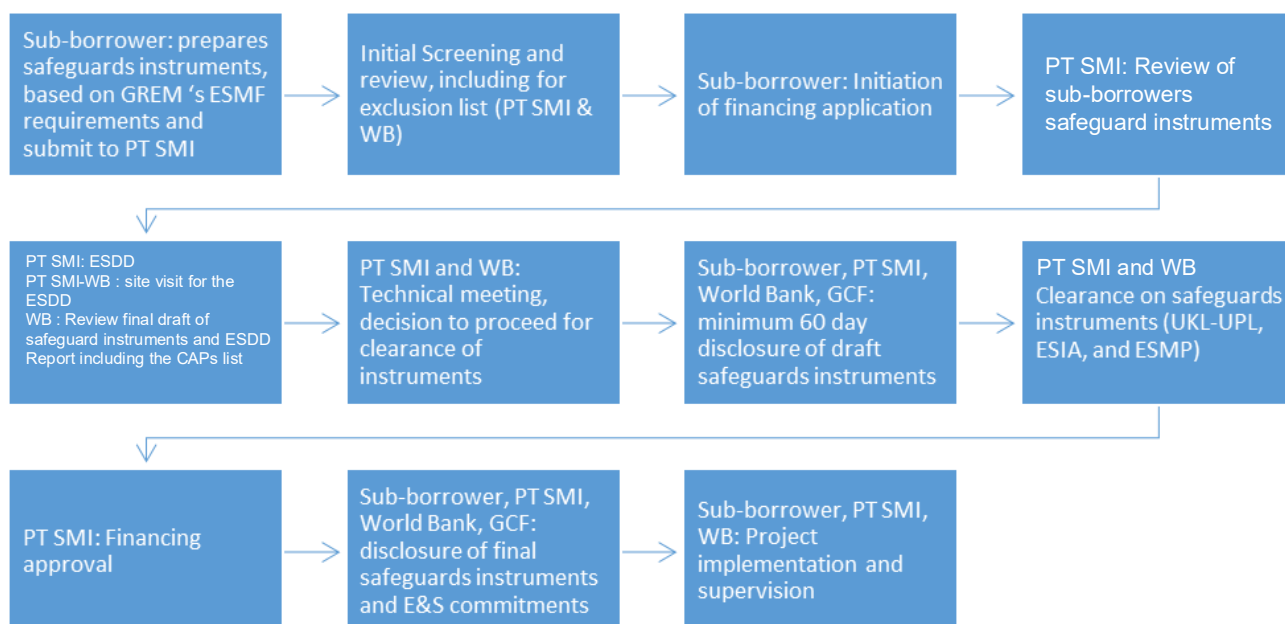 Sub-borrower: prepares
safeguards instruments,
based on GREM ‘s ESMF
requirements and
submit to PT SMI
Initial Screening and
review, including for
exclusion list (PT SMI &
WB)
Sub-borrower: Initiation
of financing application
PT SMI: Review of
sub-borrowers
safeguard instruments
PT SMI: ESDD
PT SMI-WB : site visit for the
ESDD
WB : Review final draft of
safeguard instruments and ESDD
Report including the CAPs list
PT SMI and WB:
Technical meeting,
decision to proceed for
clearance of
instruments
Sub-borrower, PT SMI,
World Bank, GCF:
minimum 60 day
disclosure of draft
safeguards instruments
PT SMI and WB
Clearance on safeguards
instruments (UKL-UPL,
ESIA, and ESMP)
PT SMI: Financing
approval
Sub-borrower, PT SMI,
World Bank, GCF:
disclosure of final
safeguards instruments
and E&S commitments
Sub-borrower, PT SMI,
WB: Project
implementation and
supervision